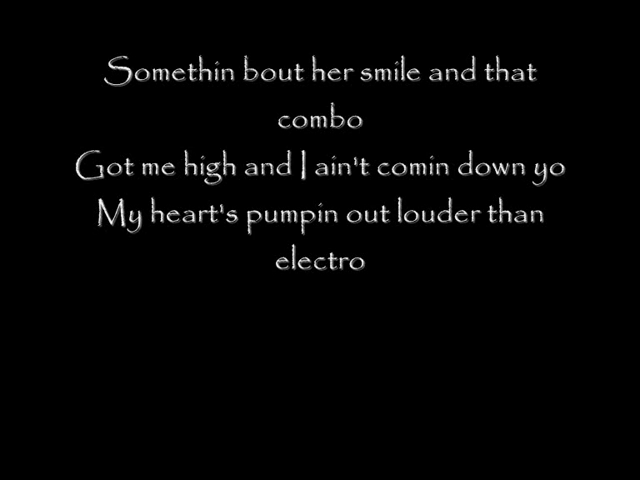 Somethin bout her smile and that
combo
Got me high and I ain't comin down yo
My heart's pumpin out louder than
electro